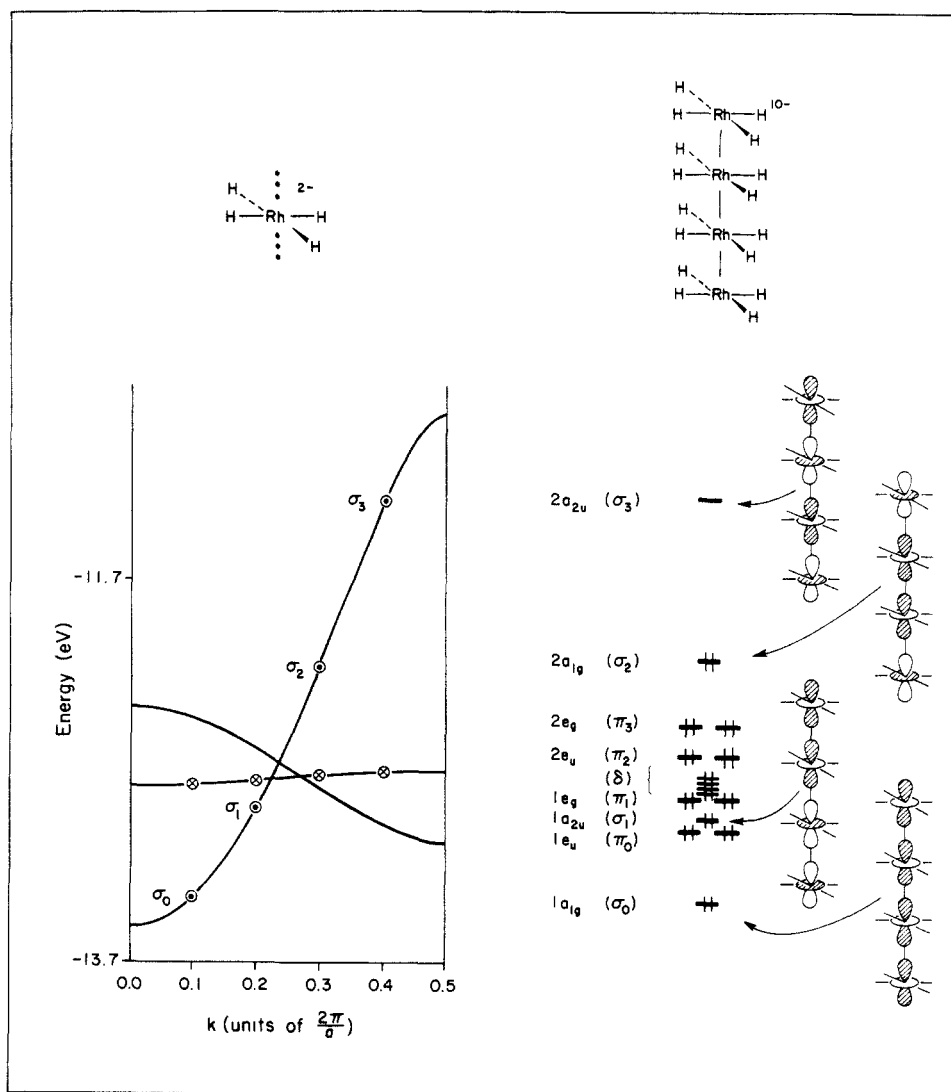 H
H Rh H 10-
H
H
H Rh H
H
H
H Rh H
H
H
H Rh H
H
2-
H
H Rh H
H
Energy (eV)
-11.7
-13.7
σ₃
σ₂
σ₁
σ₀
0.0 0.1 0.2 0.3 0.4 0.5
k (units of 2π/a)
2a₂ᵤ (σ₃)
2a₁g (σ₂)
2eg (π₃)
2eᵤ (π₂)
(δ)
1eg (π₁)
1a₂ᵤ (σ₁)
1eᵤ (π₀)
1a₁g (σ₀)